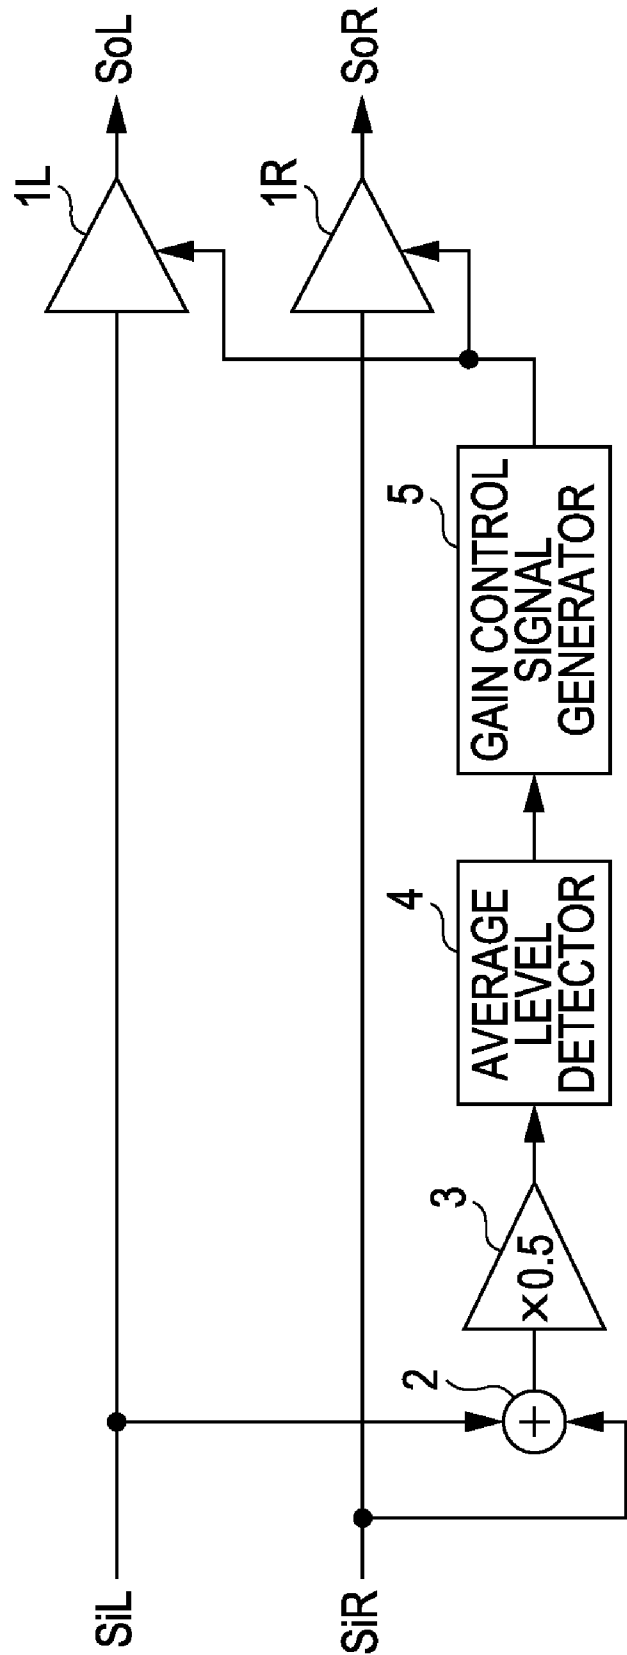 SiL
SoL
1L
SiR
SoR
1R
2
+
3
×0.5
4
AVERAGE
LEVEL
DETECTOR
5
GAIN CONTROL
SIGNAL
GENERATOR